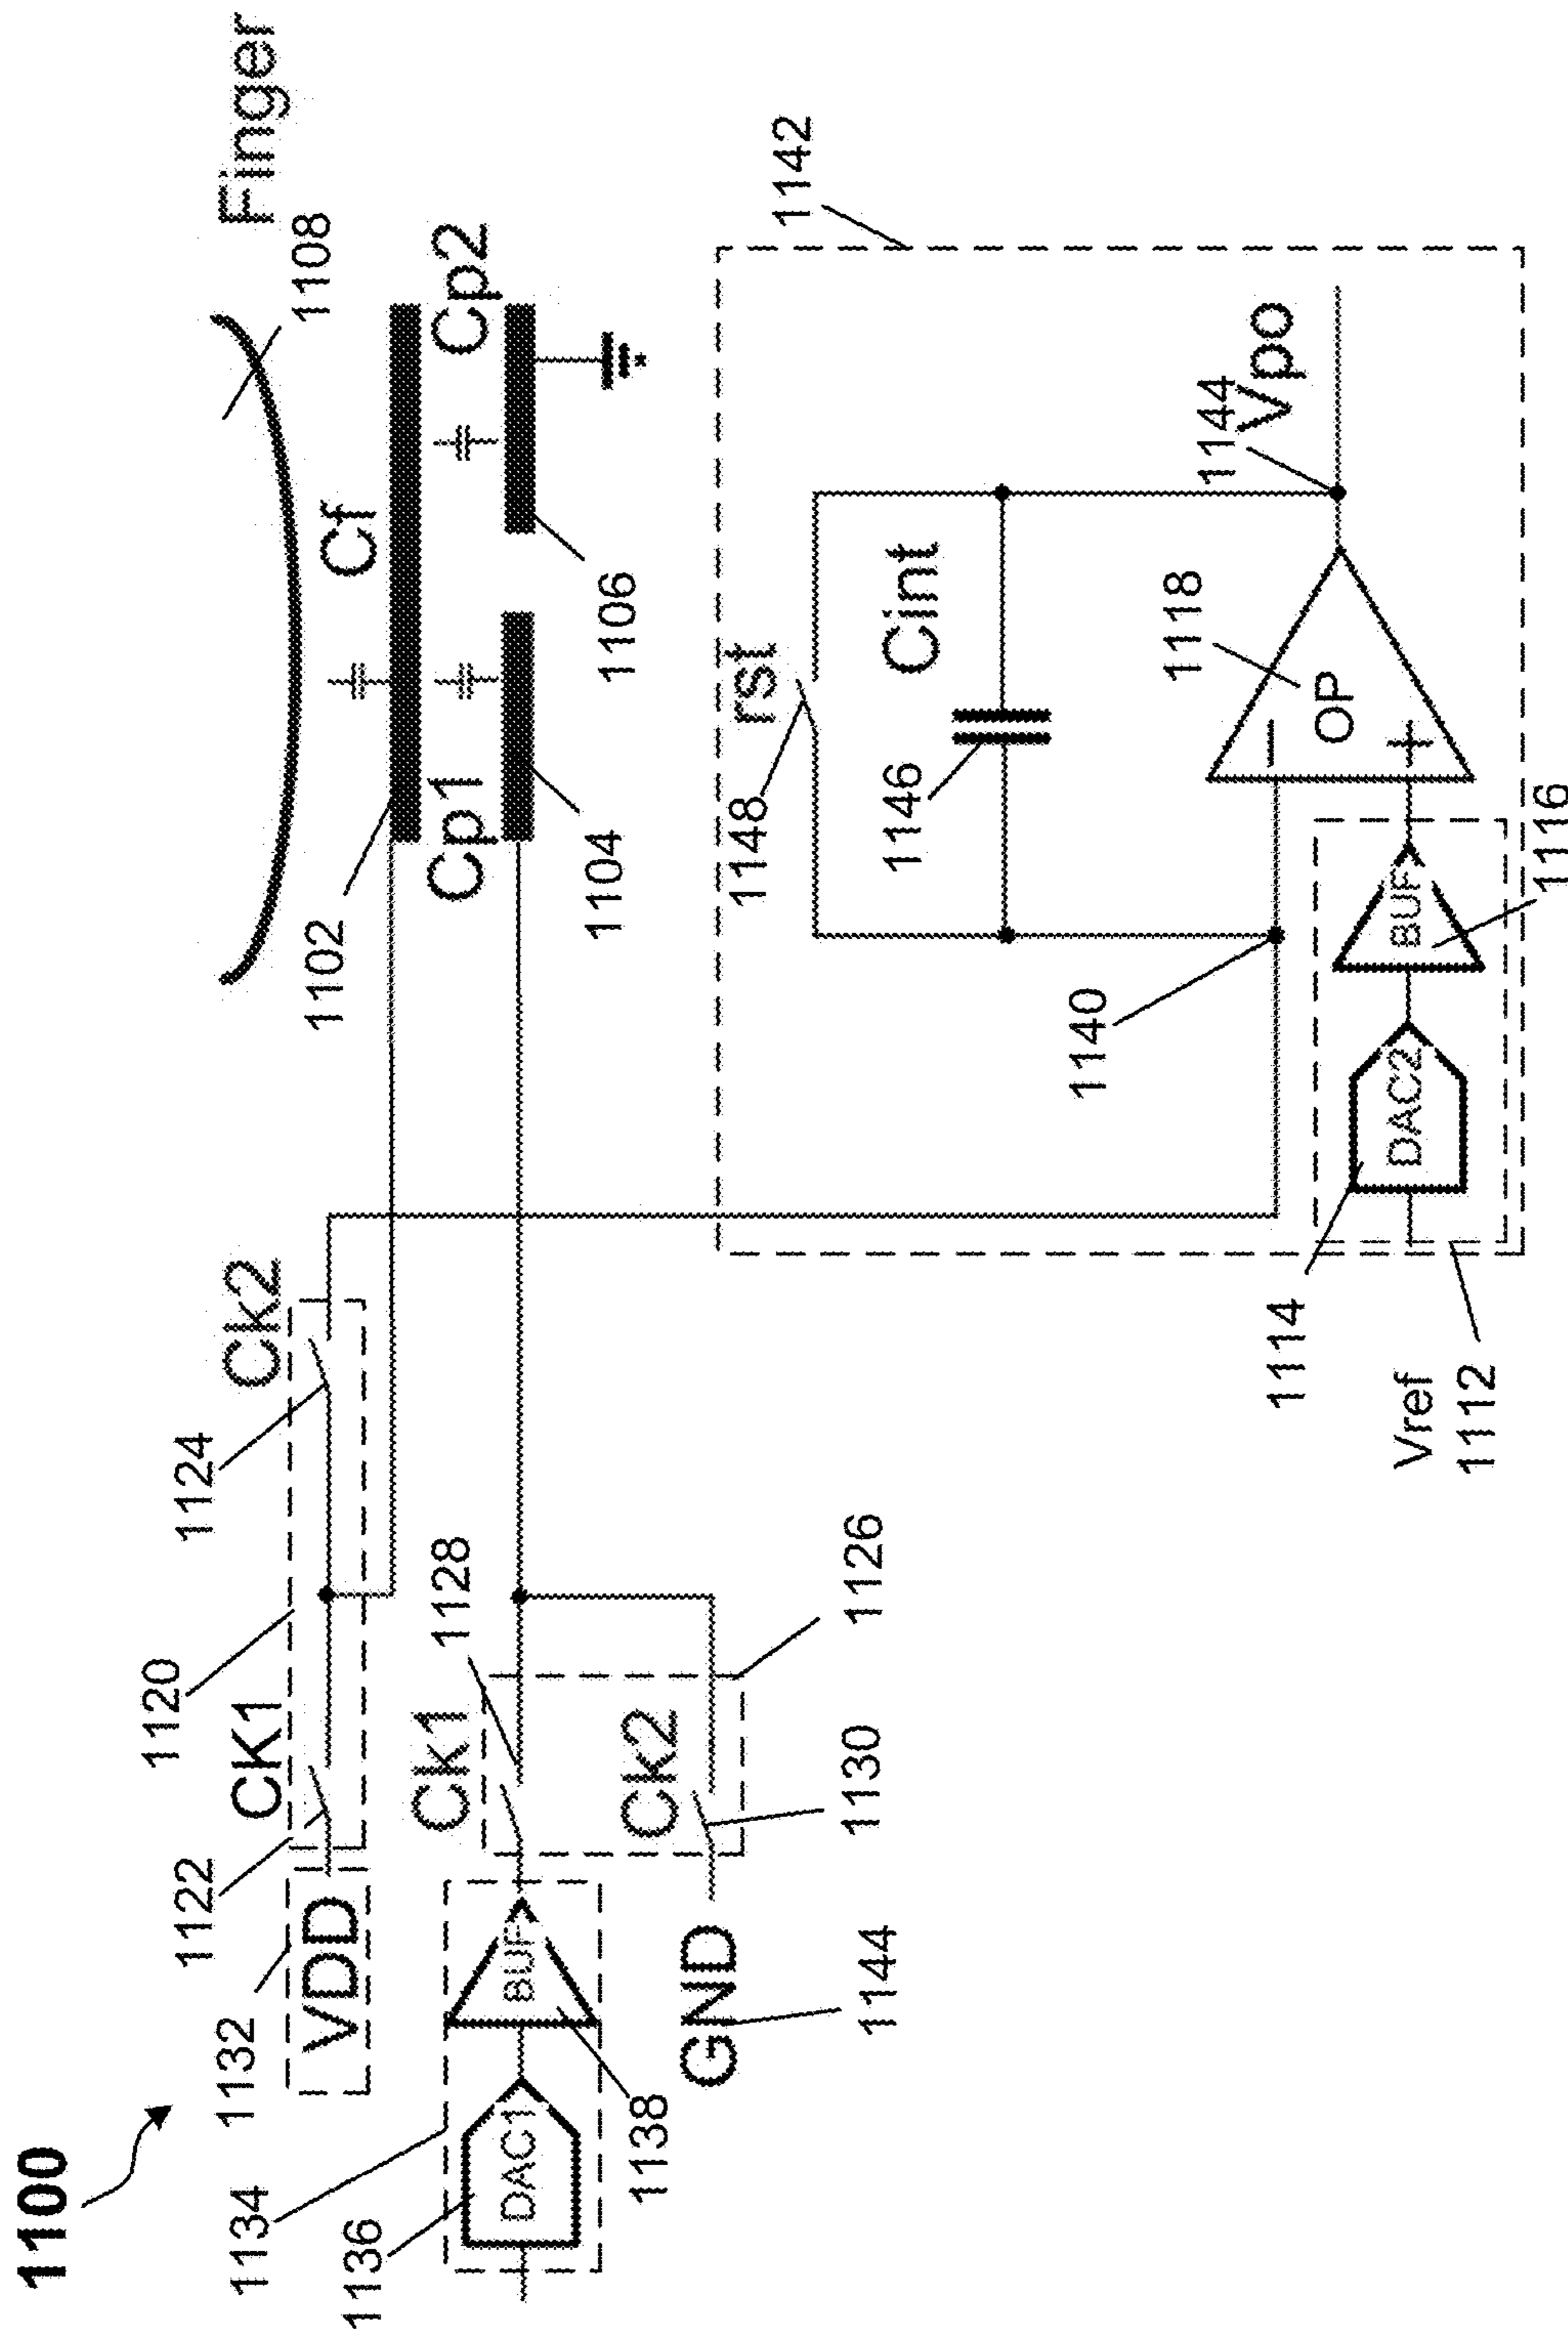 1100
Finger
1108
Cf
1102
Cp1
Cp2
1104
1106
1120
1122
CK1
1124
Ck2
1132
VDD
1134
1136
DAC1
BUF
1138
Ck1
1128
Ck2
1130
1126
GND
1144
1142
rst
1148
Cint
1146
1140
1118
OP
1144
Vpo
1114
DAC2
BUF
1116
Vref
1112